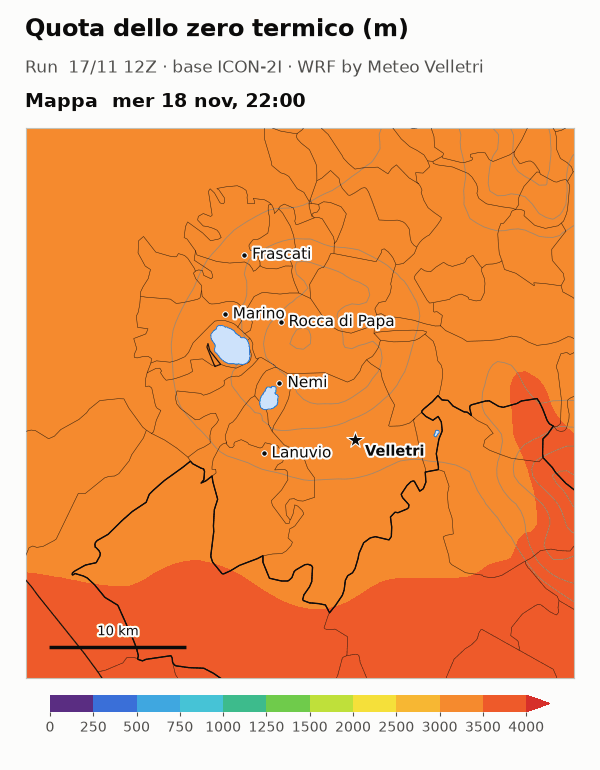 Quota dello zero termico (m)
Run  17/11 12Z · base ICON-2I · WRF by Meteo Velletri
Mappa  mer 18 nov, 22:00
Frascati
Marino
Rocca di Papa
Nemi
Velletri
Lanuvio
10 km
0 250 500 750 1000 1250 1500 2000 2500 3000 3500 4000